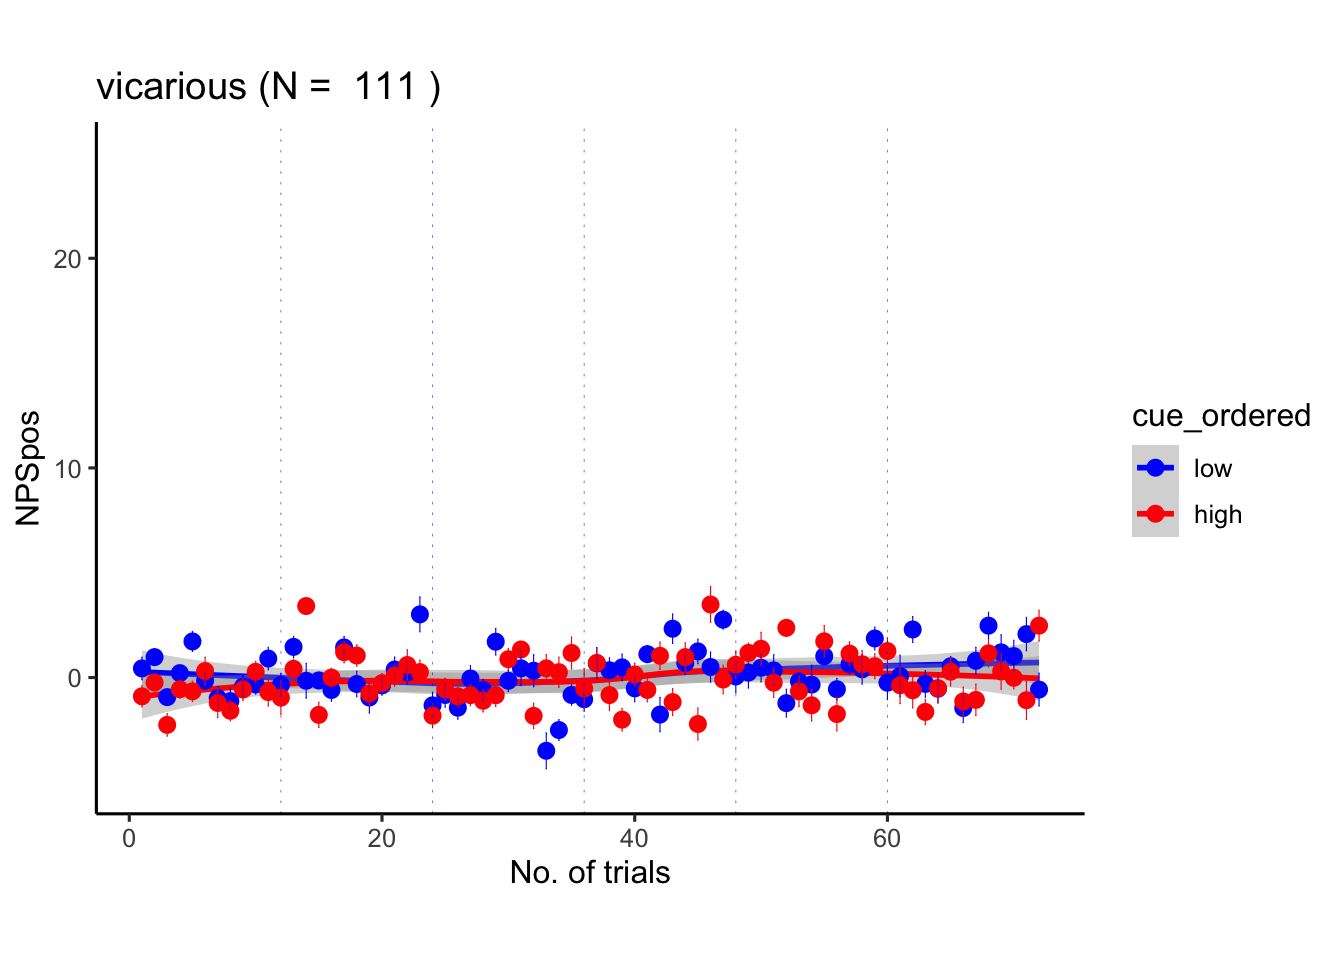 vicarious (N =  111 )
NPSpos
20
10
0
0
20
40
60
No. of trials
cue_ordered
low
high